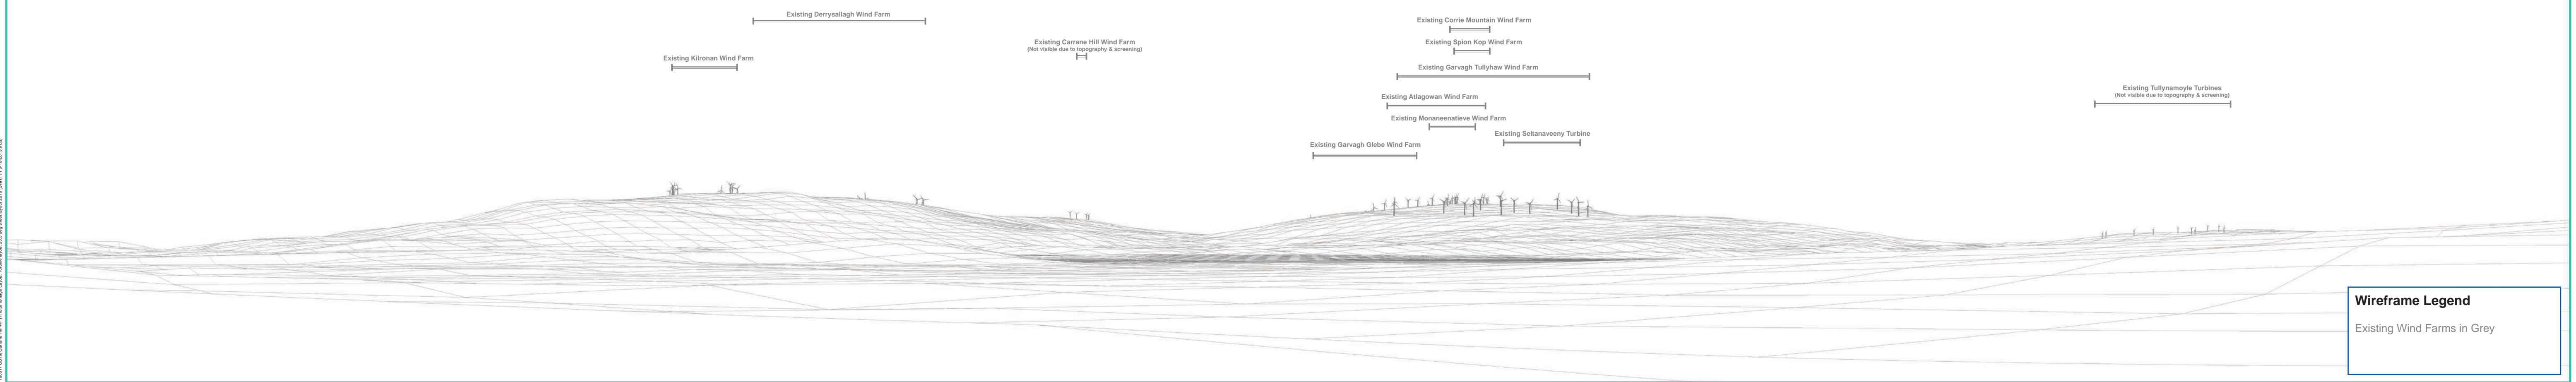 Existing Derrysallagh Wind Farm
Existing Kilronan Wind Farm
Existing Carrane Hill Wind Farm
(Not visible due to topography & screening)
Existing Corrie Mountain Wind Farm
Existing Spion Kop Wind Farm
Existing Garvagh Tullyhaw Wind Farm
Existing Atlagowan Wind Farm
Existing Monaneenatieve Wind Farm
Existing Seltanaveeny Turbine
Existing Garvagh Glebe Wind Farm
Existing Tullynamoyle Turbines
(Not visible due to topography & screening)
Wireframe Legend
Existing Wind Farms in Grey